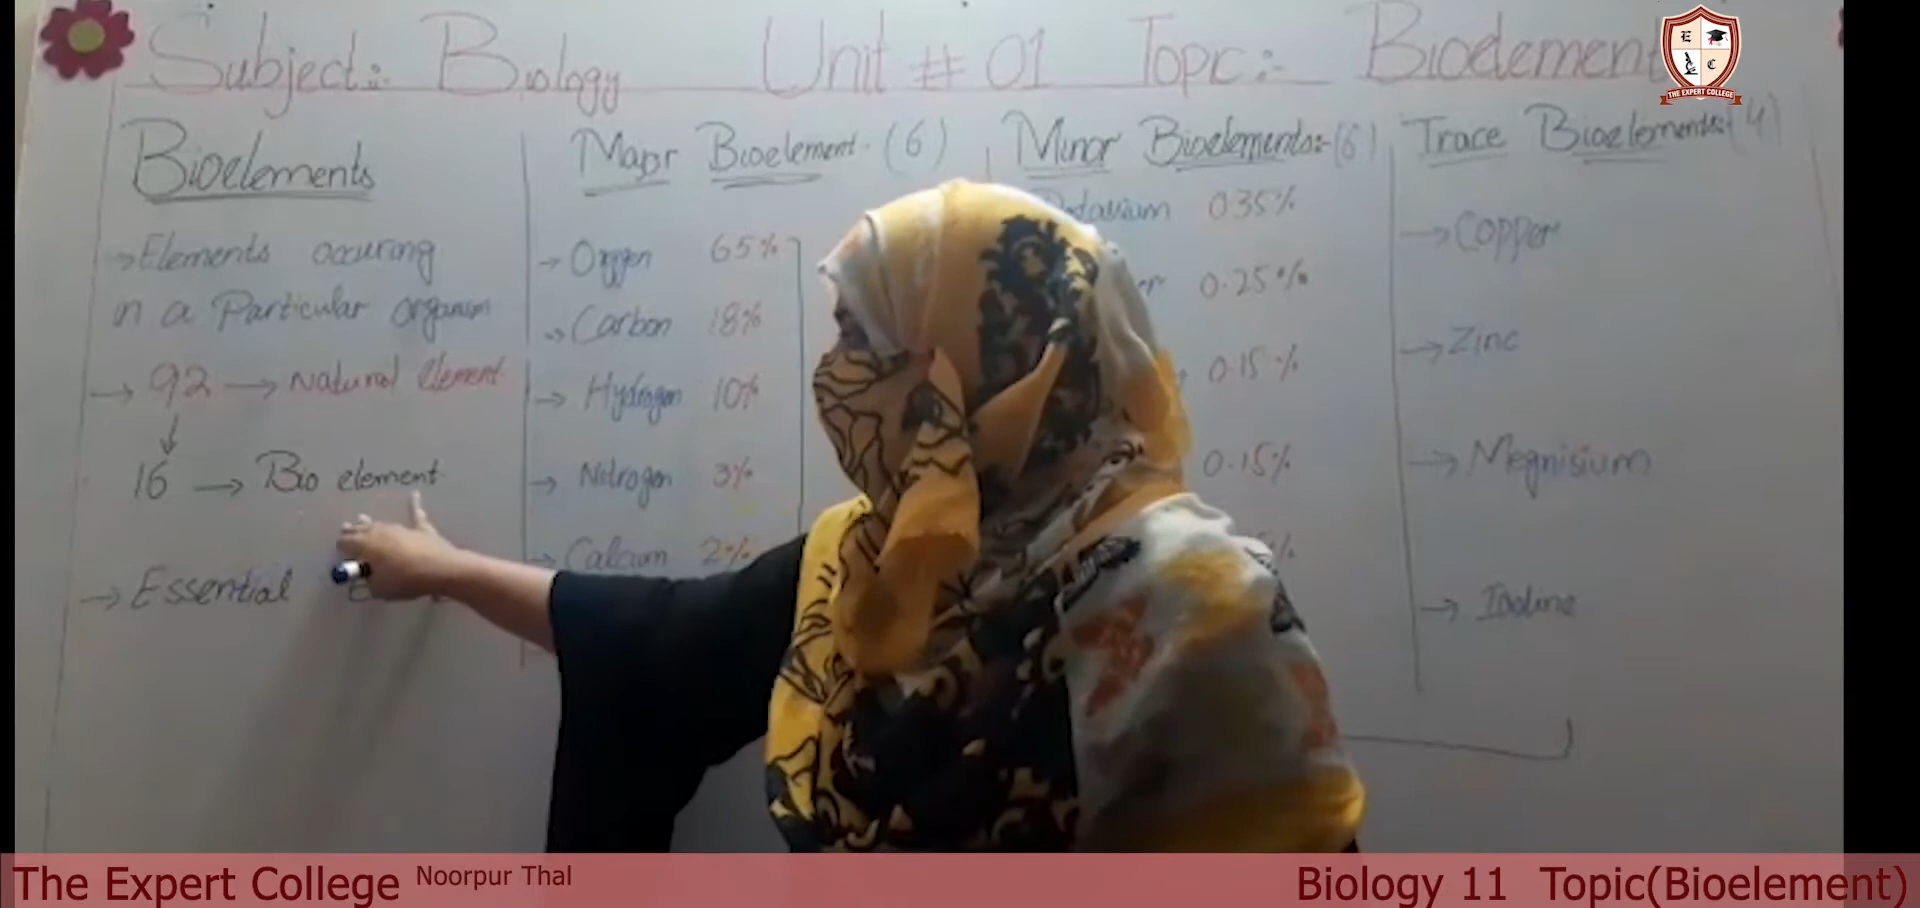 Subject:- Biology Unit # 01 Topic:- Bioelement
E C
THE EXPERT COLLEGE
Bioelements
→Elements occuring
in a Particular organism
→ 92 → Natural Element
16 → Bio element
→ Essential
Major Bioelement (6)
→ Oxygen 65%
→ Carbon 18%
→ Hydrogen 10%
→ Nitrogen 3%
→ Calcium 2%
Minor Bioelements:- (6)
0.35%
0.25%
0.15%
0.15%
Trace Bioelements: (4)
→ Copper
→ Zinc
→ Megnisium
→ Iodine
The Expert College Noorpur Thal
Biology 11 Topic(Bioelement)